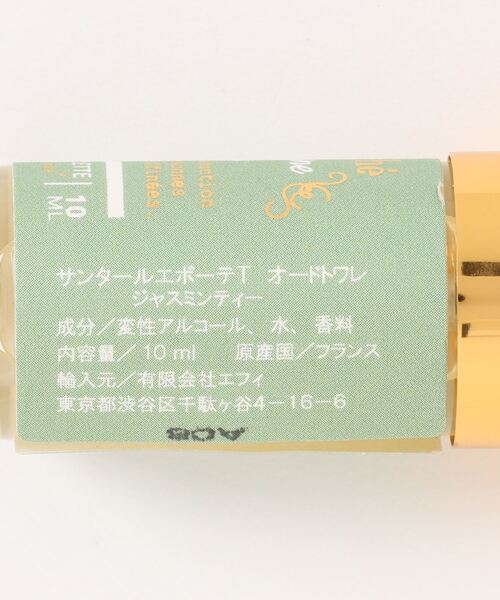 サンタールエボーテT オードトワレ
ジャスミンティー
成分／変性アルコール、水、香料
内容量／10 ml 原産国／フランス
輸入元／有限会社エフィ
東京都渋谷区千駄ヶ谷4-16-6
10
ML